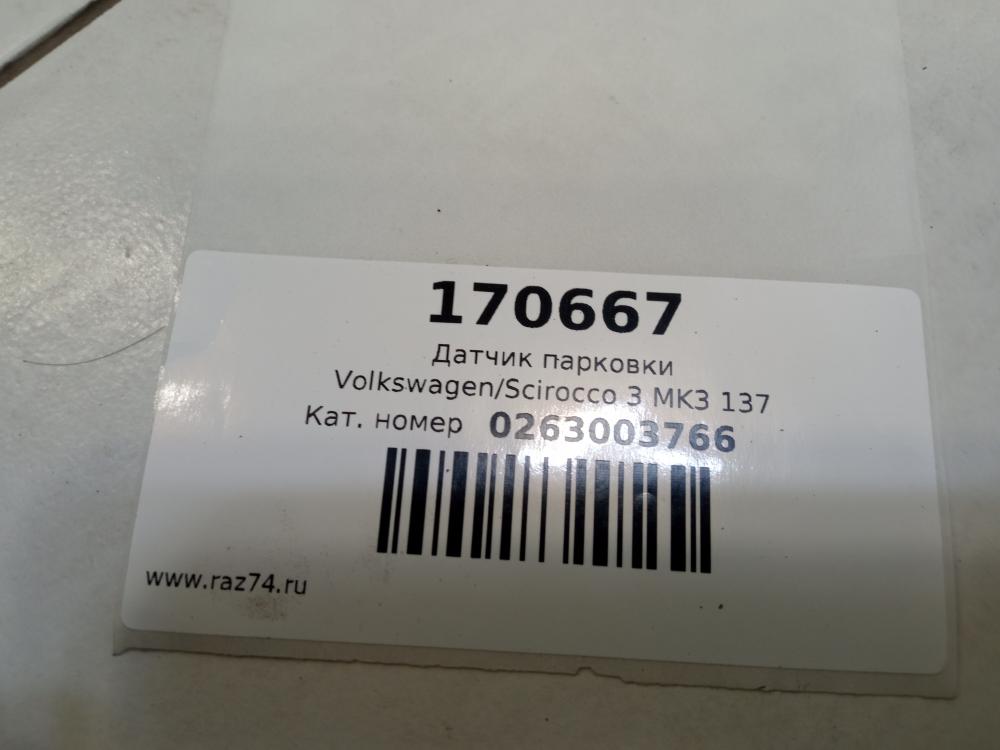 170667
Датчик парковки
Volkswagen/Scirocco 3 MK3 137
Кат. номер 0263003766
www.raz74.ru